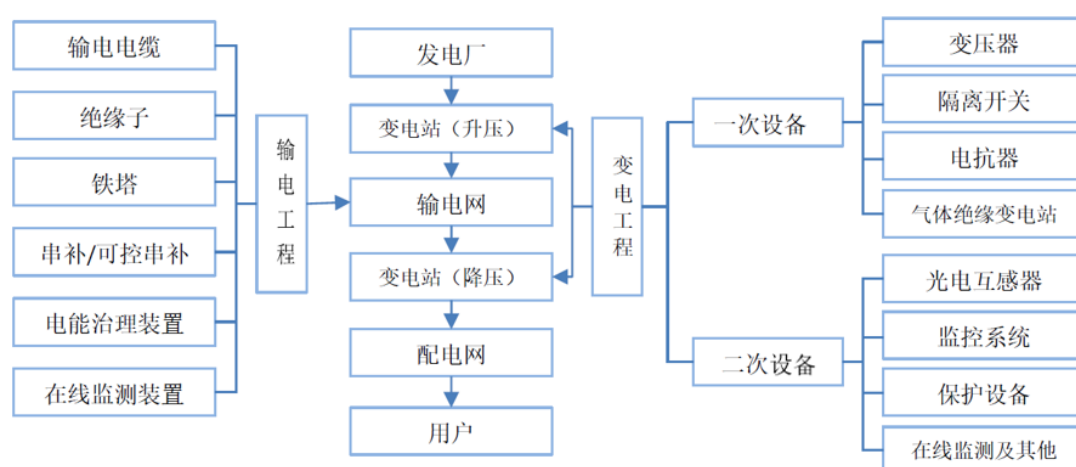 输电电缆
绝缘子
铁塔
串补/可控串补
电能治理装置
在线监测装置
输电工程
发电厂
变电站（升压）
输电网
变电站（降压）
配电网
用户
变电工程
一次设备
二次设备
变压器
隔离开关
电抗器
气体绝缘变电站
光电互感器
监控系统
保护设备
在线监测及其他